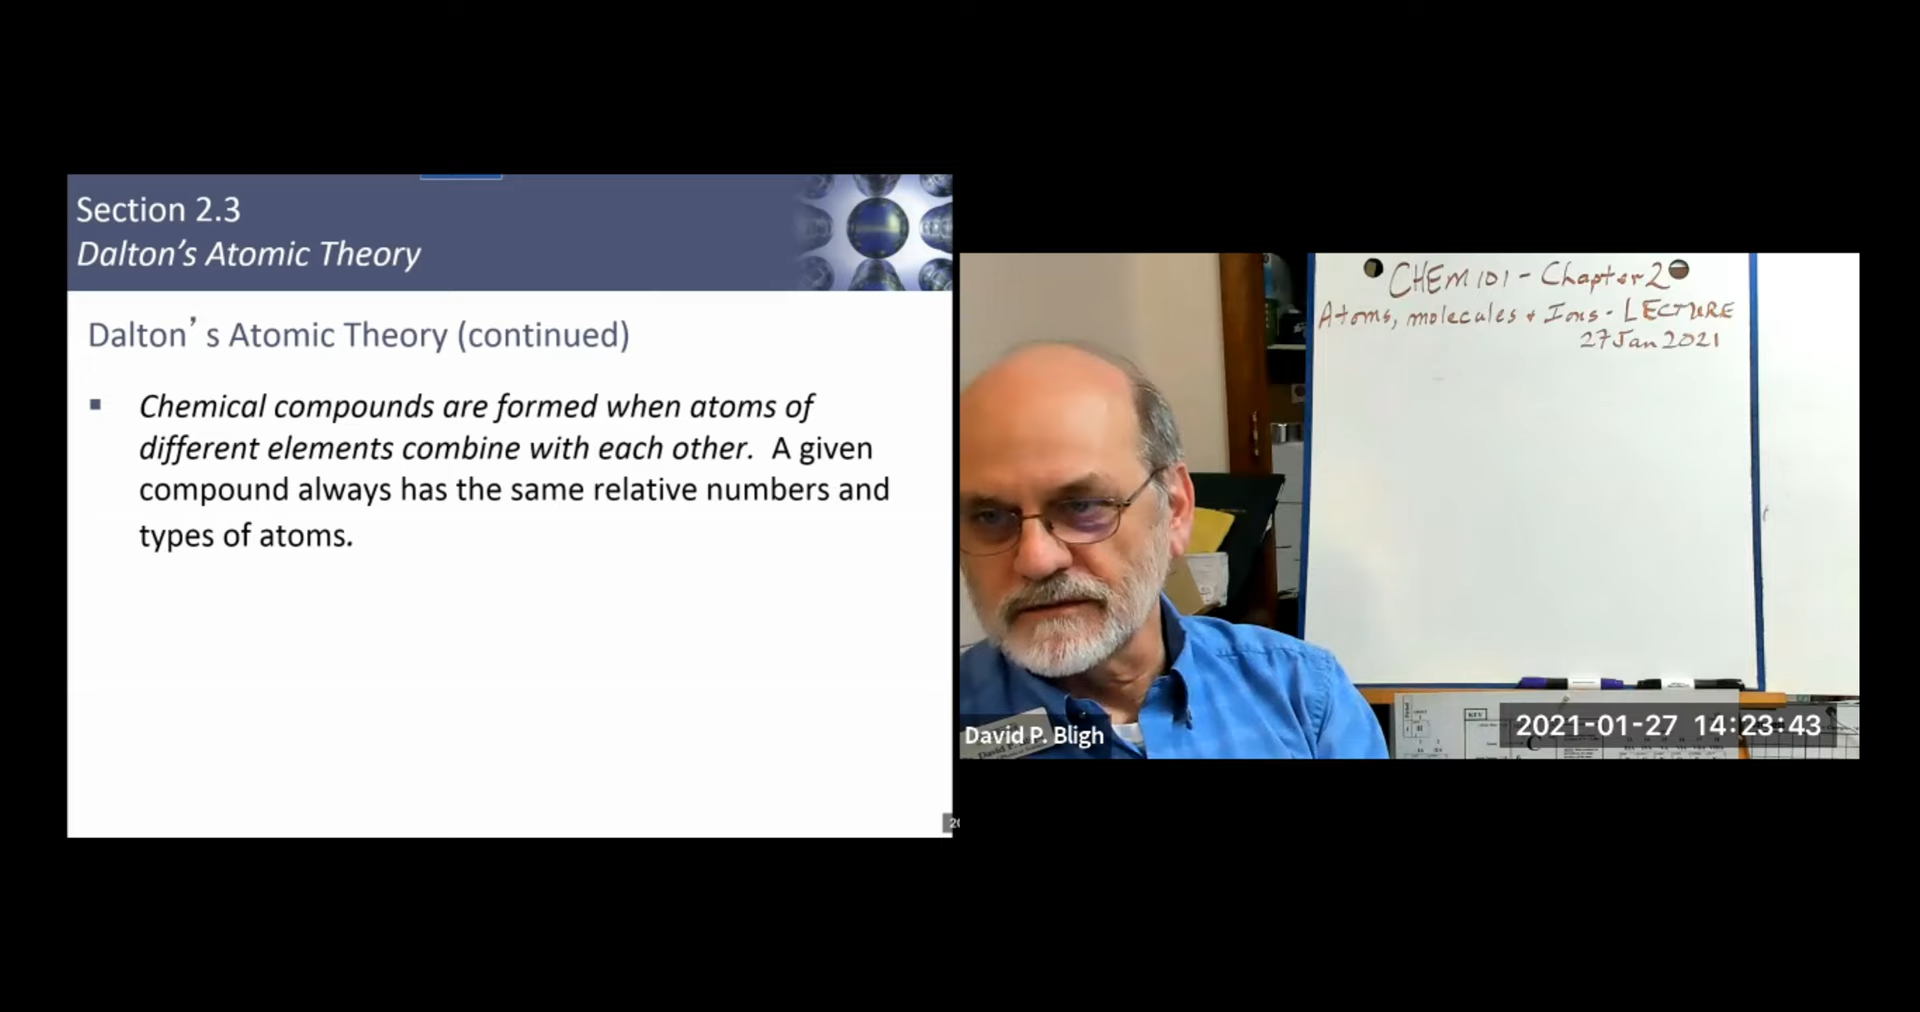 Section 2.3
Dalton's Atomic Theory
Dalton's Atomic Theory (continued)
Chemical compounds are formed when atoms of
different elements combine with each other. A given
compound always has the same relative numbers and
types of atoms.
CHEM 101 - Chapter 2
Atoms, molecules + Ions - LECTURE
27 Jan 2021
David P. Bligh
KEY
C
2021-01-27 14:23:43